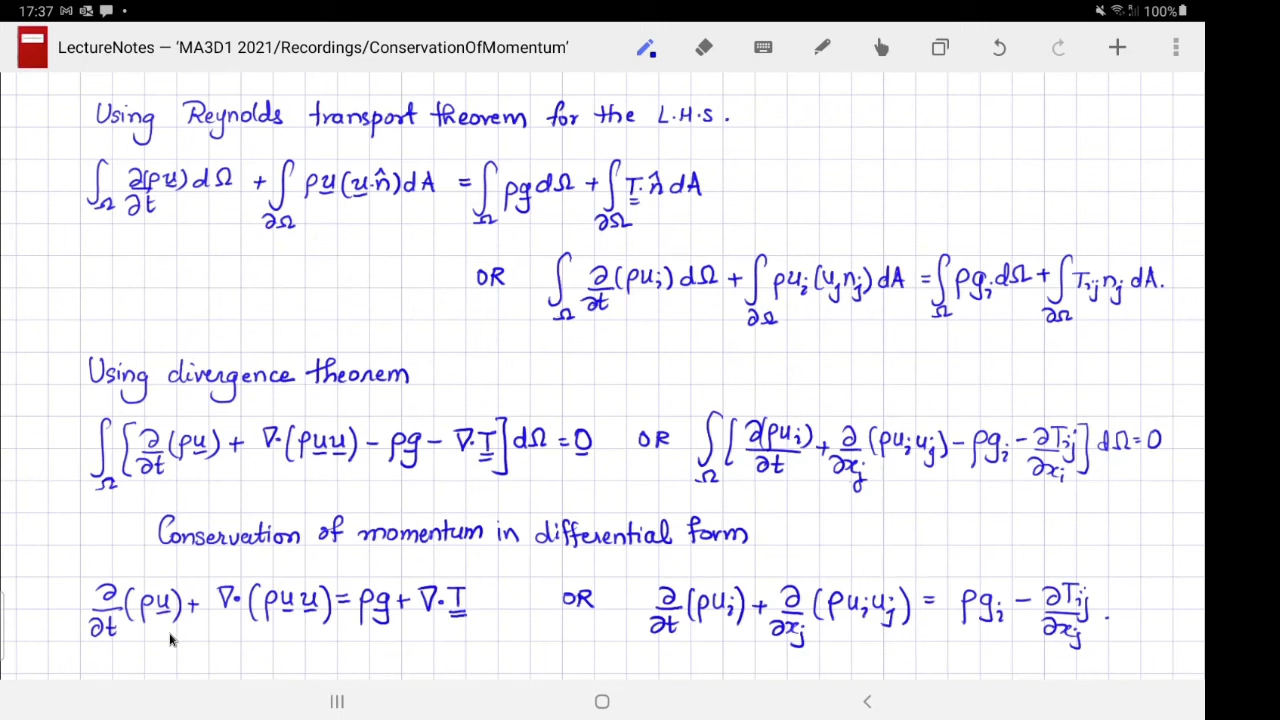 17:37 100%
LectureNotes — ‘MA3D1 2021/Recordings/ConservationOfMomentum’
Using Reynolds transport theorem for the L.H.S.
∫_Ω ∂(ρu̲)/∂t dΩ + ∫_∂Ω ρu̲(u̲·n̂)dA = ∫_Ω ρg̲ dΩ + ∫_∂Ω T̳·n̂ dA
OR ∫_Ω ∂/∂t (ρu_i) dΩ + ∫_∂Ω ρu_i (u_j n_j) dA = ∫_Ω ρg_i dΩ + ∫_∂Ω T_ij n_j dA.
Using divergence theorem
∫_Ω [∂/∂t (ρu̲) + ∇·(ρu̲u̲) − ρg̲ − ∇·T̳] dΩ = 0̲ OR ∫_Ω [∂(ρu_i)/∂t + ∂/∂x_j (ρu_i u_j) − ρg_i − ∂T_ij/∂x_i] dΩ = 0
Conservation of momentum in differential form
∂/∂t (ρu̲) + ∇·(ρu̲u̲) = ρg̲ + ∇·T̳ OR ∂/∂t (ρu_i) + ∂/∂x_j (ρu_i u_j) = ρg_i − ∂T_ij/∂x_j .